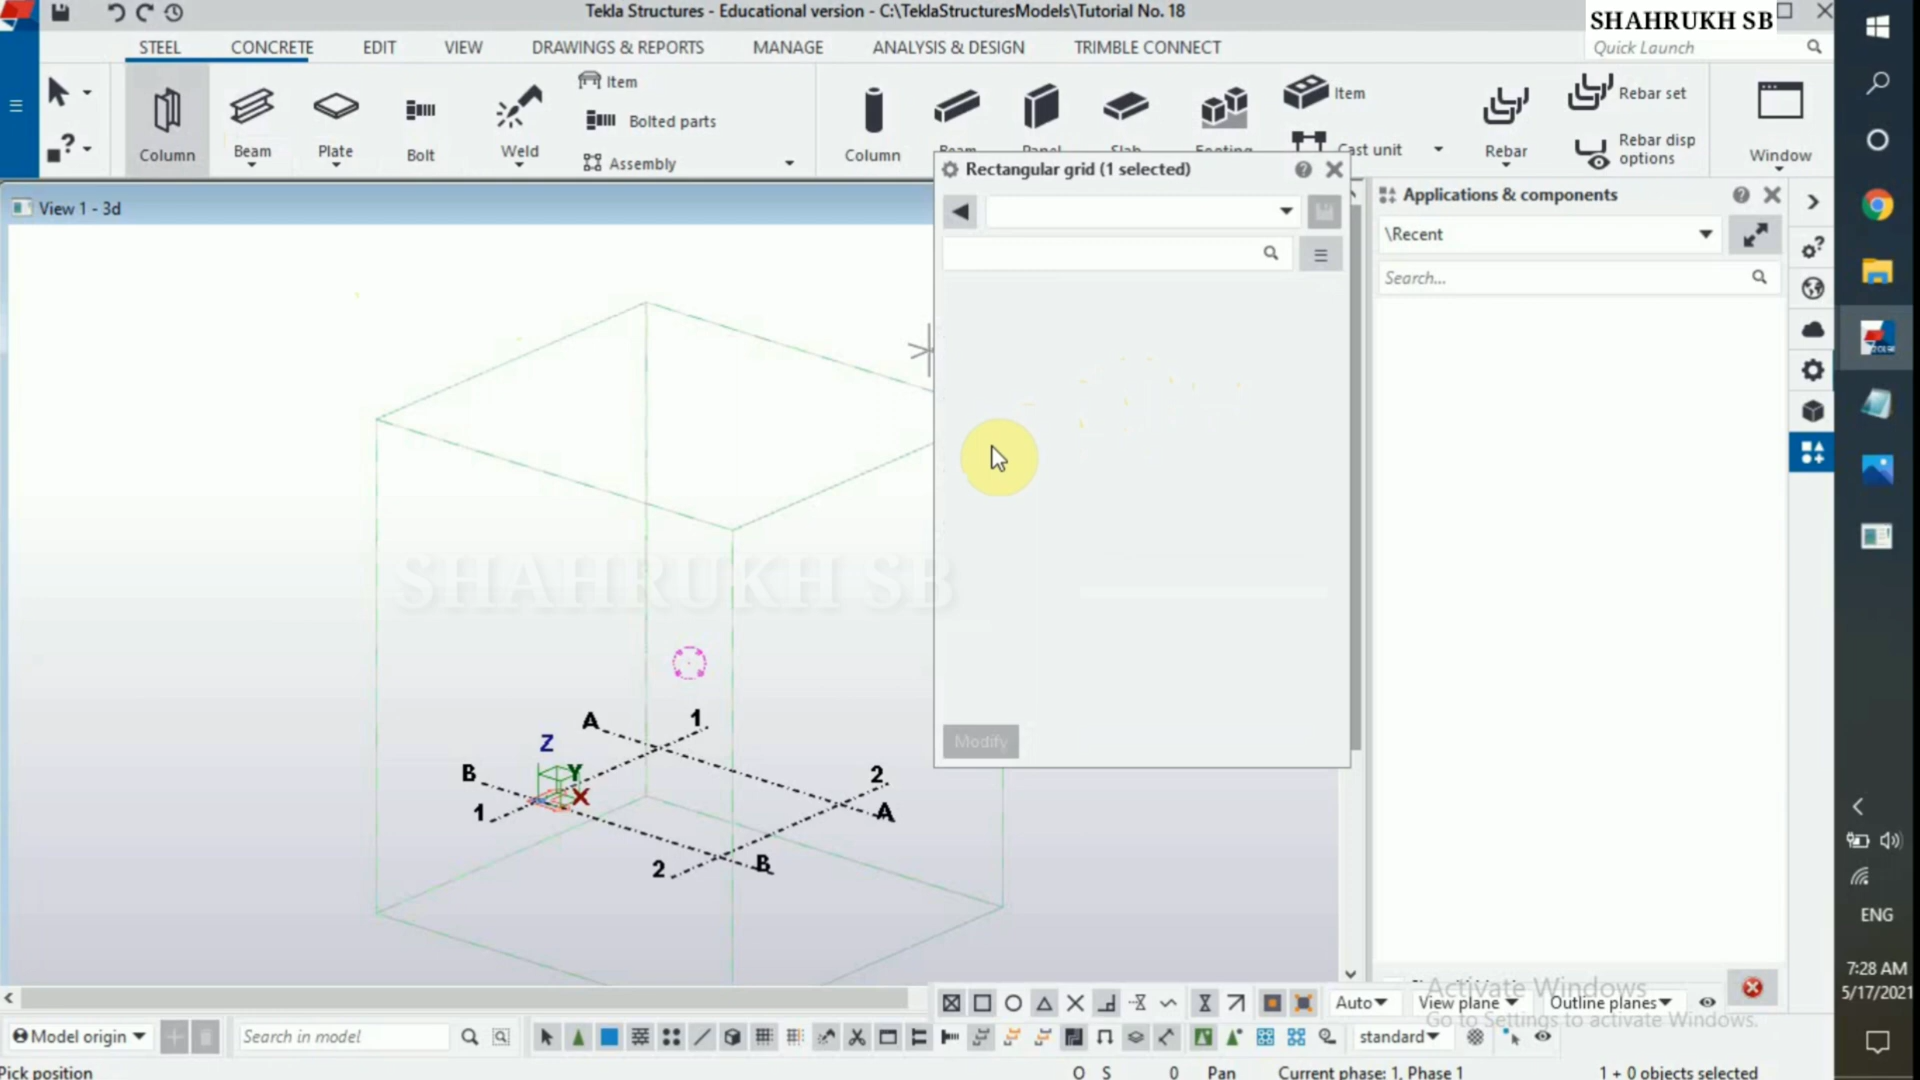 Tekla Structures - Educational version - C:\TeklaStructuresModels\Tutorial No. 18
SHAHRUKH SB
STEEL CONCRETE EDIT VIEW DRAWINGS & REPORTS MANAGE ANALYSIS & DESIGN TRIMBLE CONNECT
Quick Launch
Item
Item
Rebar set
Bolted parts
Rebar disp
options
Column Beam Plate Bolt Weld
Assembly
Column Beam Panel Slab Footing
Cast unit
Rebar
Window
Rectangular grid (1 selected)
Applications & components
View 1 - 3d
\Recent
Search...
SHAHRUKH SB
Modify
A 1
Z
B Y 2
X
1 A
2 B
ENG
7:28 AM
5/17/2021
Activate Windows
Go to Settings to activate Windows.
Auto View plane Outline planes
Model origin
Search in model
standard
Pick position
O S 0 Pan Current phase: 1, Phase 1 1 + 0 objects selected